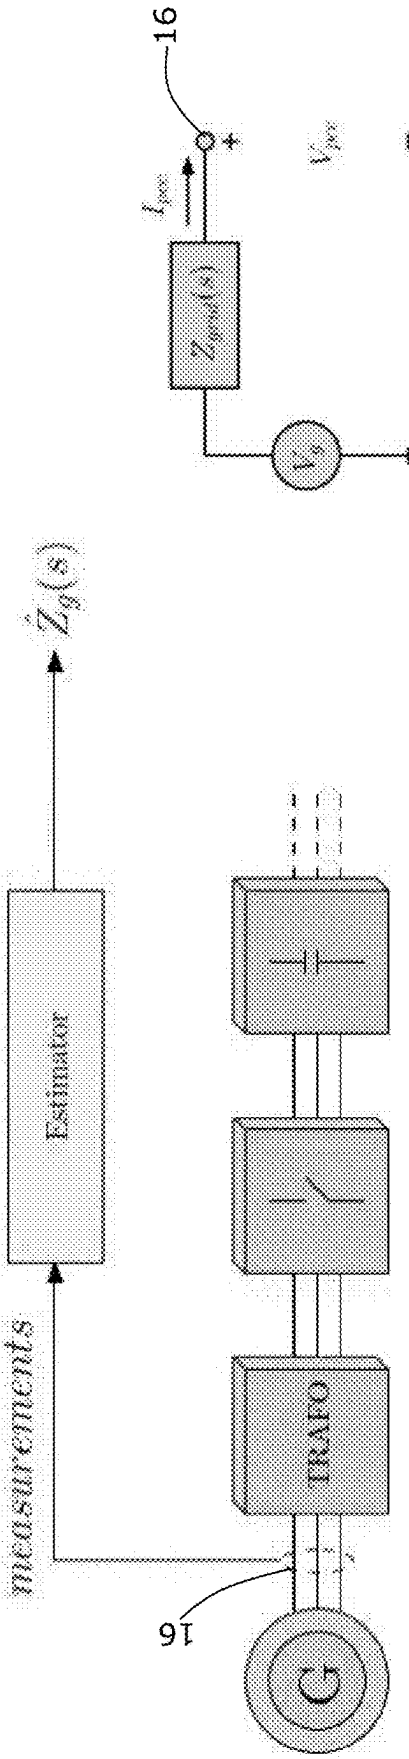 measurements
Estimator
Ẑg(s)
16
G
TRAFO
Zgrid(s)
Ipcc
16
+
Vg
Vpcc